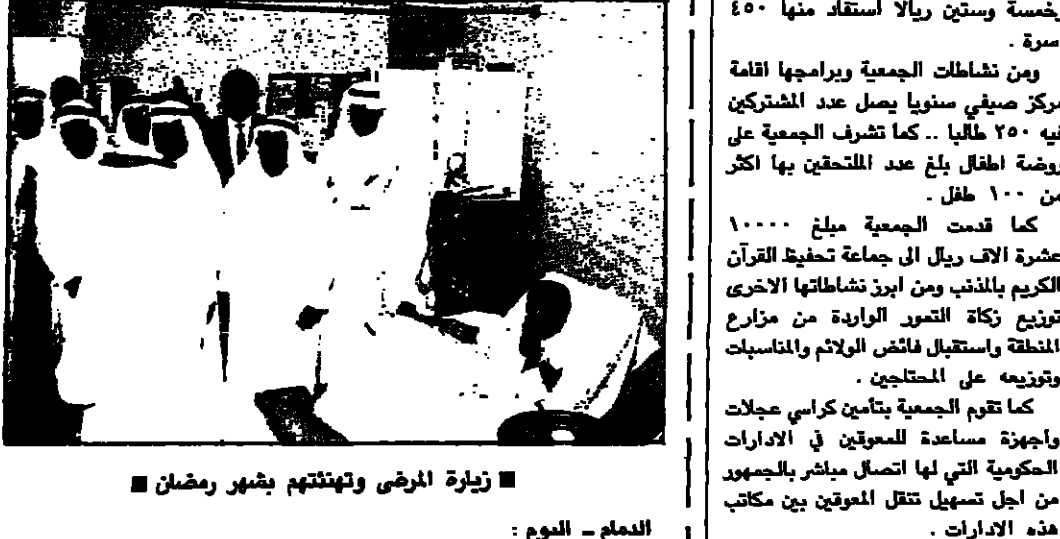 خمسة وستين ريالا استفاد منها ٤٥٠
سرة .
ومن نشاطات الجمعية وبرامجها اقامة
مركز صيفي سنويا يصل عدد المشتركين
فيه ٢٥٠ طالبا .. كما تشرف الجمعية على
روضة اطفال بلغ عدد الملتحقين بها اكثر
من ١٠٠ طفل .
كما قدمت الجمعية مبلغ ١٠٠٠٠
عشرة الاف ريال الى جماعة تحفيظ القرآن
الكريم بالمذنب ومن ابرز نشاطاتها الاخرى
توزيع زكاة التمور الواردة من مزارع
المنطقة واستقبال فائض الولائم والمناسبات
وتوزيعه على المحتاجين .
كما تقوم الجمعية بتأمين كراسي عجلات
واجهزة مساعدة للمعوقين في الادارات
الحكومية التي لها اتصال مباشر بالجمهور
من اجل تسهيل تنقل المعوقين بين مكاتب
هذه الادارات .
■ زيارة المرضى وتهنئتهم بشهر رمضان ■
الدمام ــ اليوم :